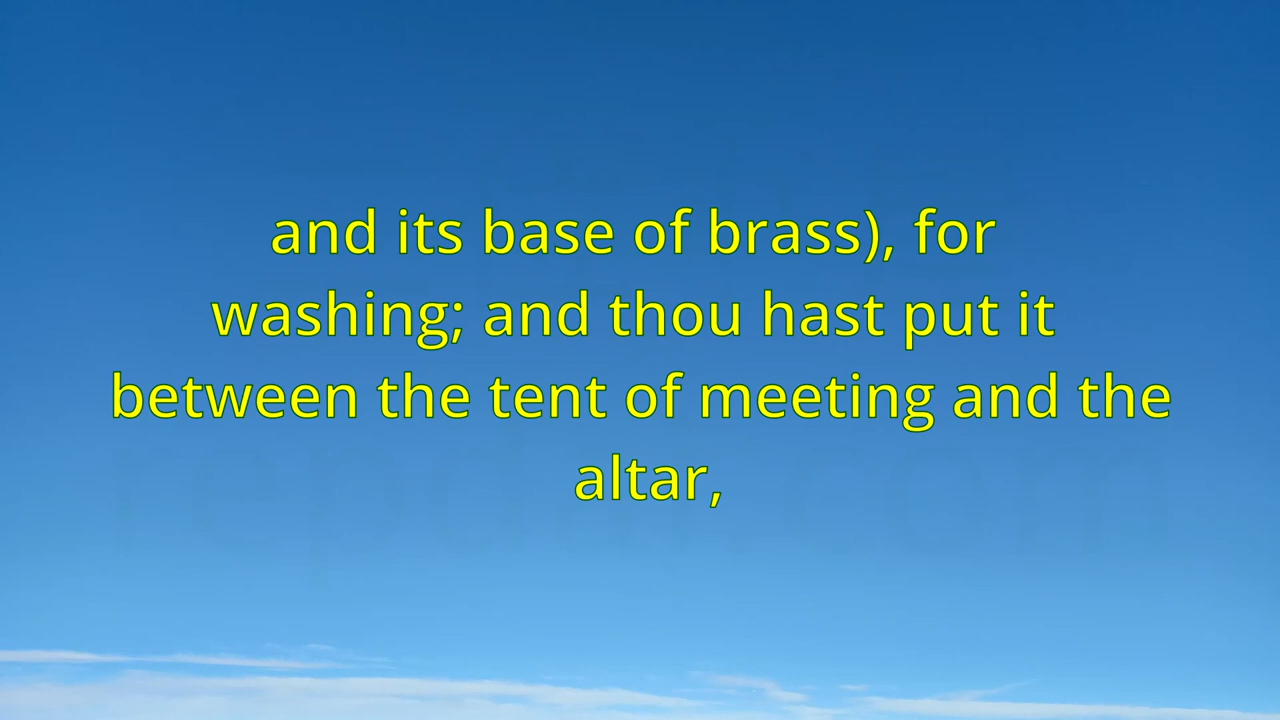 and its base of brass), for
washing; and thou hast put it
between the tent of meeting and the
altar,